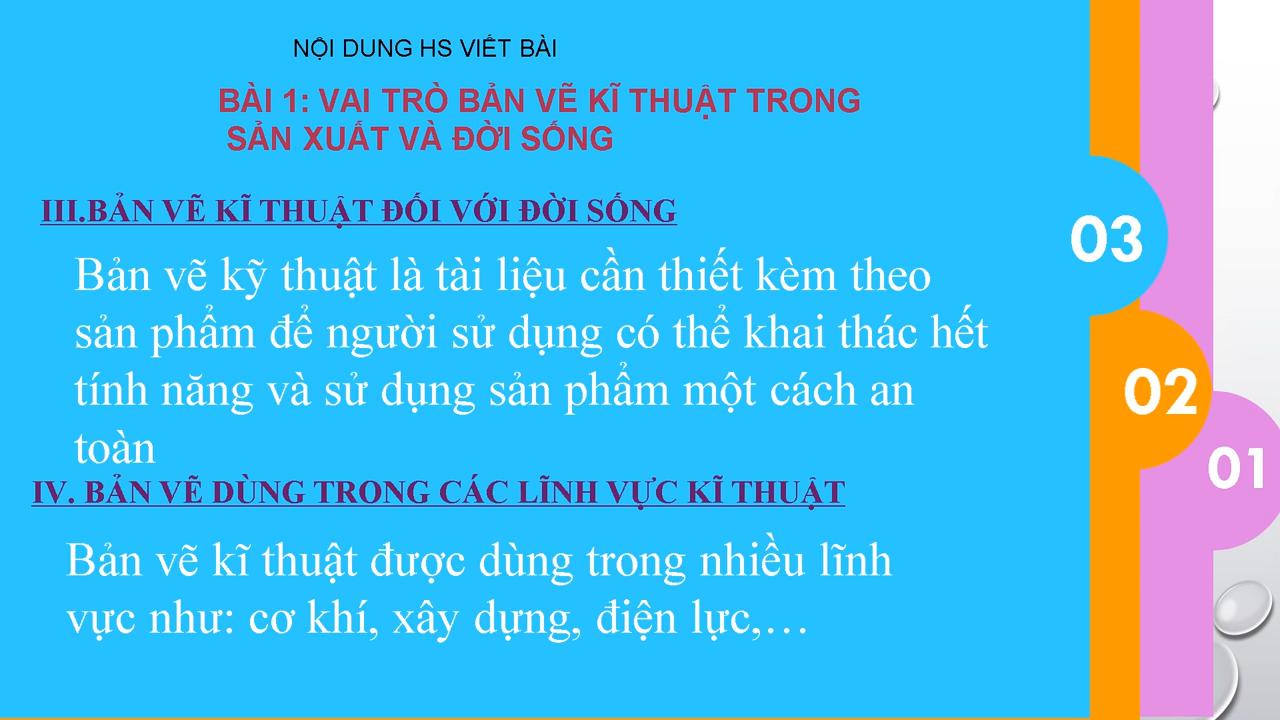 NỘI DUNG HS VIẾT BÀI
BÀI 1: VAI TRÒ BẢN VẼ KĨ THUẬT TRONG
SẢN XUẤT VÀ ĐỜI SỐNG
III.BẢN VẼ KĨ THUẬT ĐỐI VỚI ĐỜI SỐNG
Bản vẽ kỹ thuật là tài liệu cần thiết kèm theo
sản phẩm để người sử dụng có thể khai thác hết
tính năng và sử dụng sản phẩm một cách an
toàn
IV. BẢN VẼ DÙNG TRONG CÁC LĨNH VỰC KĨ THUẬT
Bản vẽ kĩ thuật được dùng trong nhiều lĩnh
vực như: cơ khí, xây dựng, điện lực,…
03
02
01